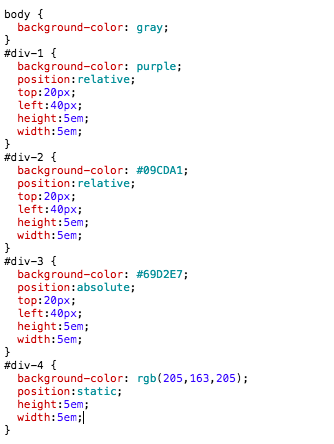 body {
  background-color: gray;
}
#div-1 {
  background-color: purple;
  position:relative;
  top:20px;
  left:40px;
  height:5em;
  width:5em;
}
#div-2 {
  background-color: #09CDA1;
  position:relative;
  top:20px;
  left:40px;
  height:5em;
  width:5em;
}
#div-3 {
  background-color: #69D2E7;
  position:absolute;
  top:20px;
  left:40px;
  height:5em;
  width:5em;
}
#div-4 {
  background-color: rgb(205,163,205);
  position:static;
  height:5em;
  width:5em;
}